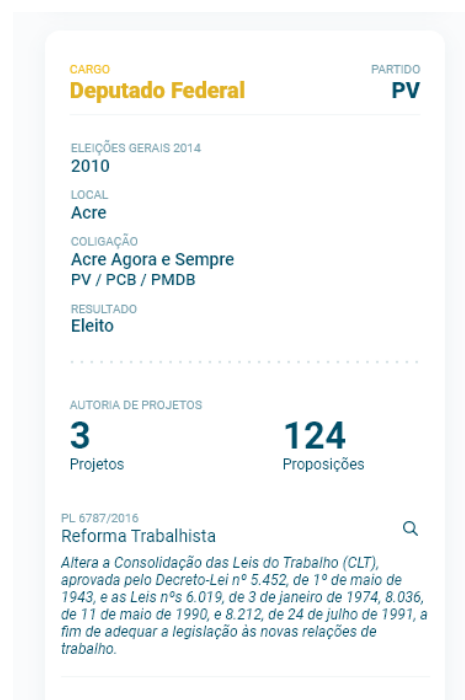 CARGO
PARTIDO
Deputado Federal
PV
ELEIÇÕES GERAIS 2014
2010
LOCAL
Acre
COLIGAÇÃO
Acre Agora e Sempre
PV / PCB / PMDB
RESULTADO
Eleito
AUTORIA DE PROJETOS
3
124
Projetos
Proposições
PL 6787/2016
Reforma Trabalhista
Altera a Consolidação das Leis do Trabalho (CLT),
aprovada pelo Decreto-Lei nº 5.452, de 1º de maio de
1943, e as Leis nºs 6.019, de 3 de janeiro de 1974, 8.036,
de 11 de maio de 1990, e 8.212, de 24 de julho de 1991, a
fim de adequar a legislação às novas relações de
trabalho.